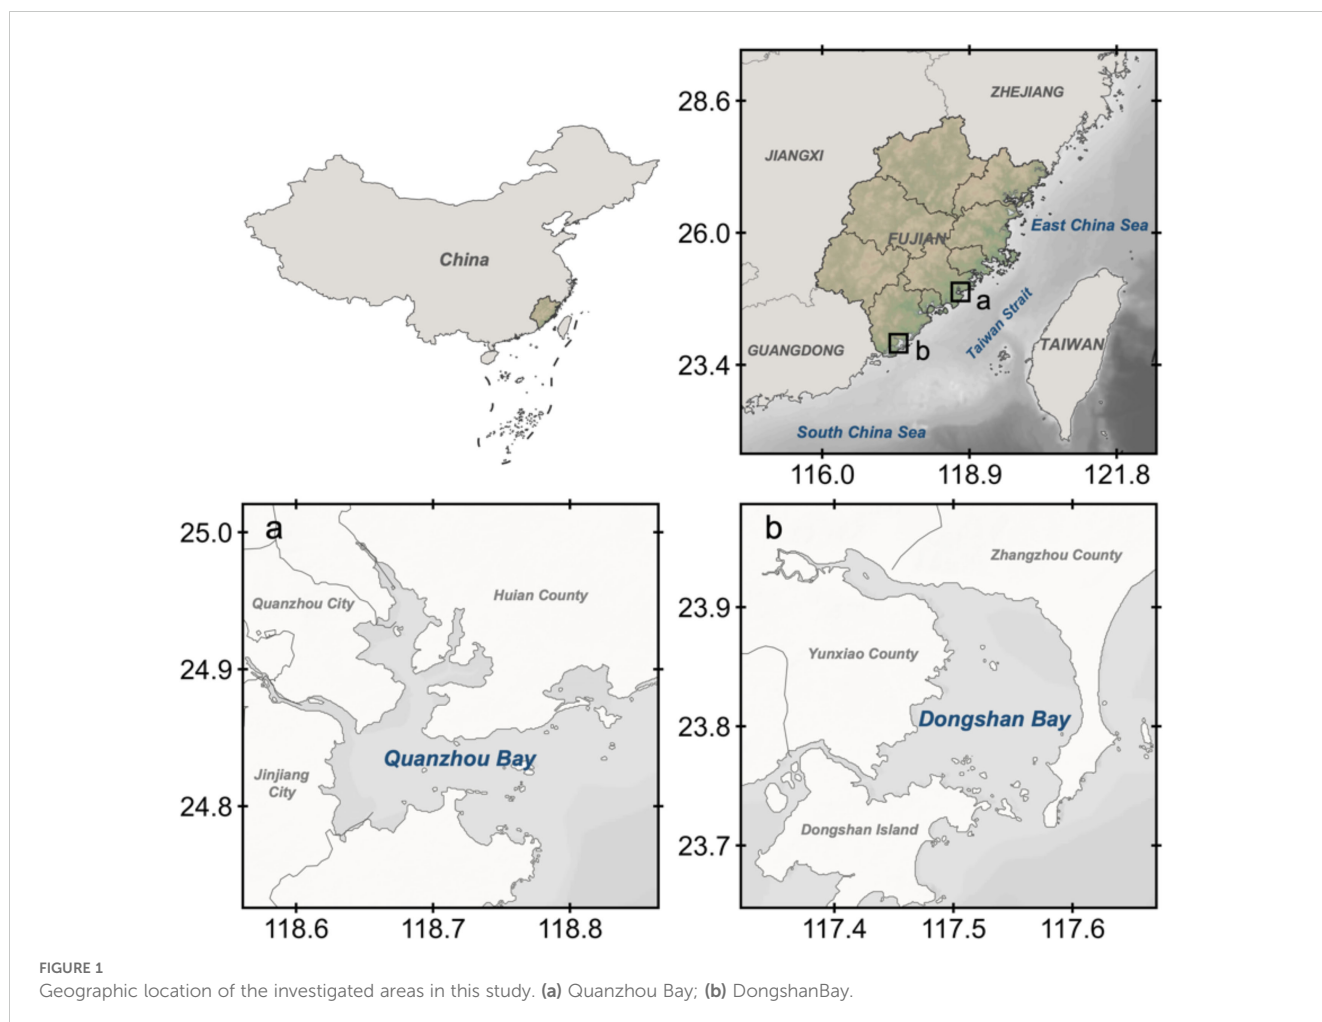 China
28.6
26.0
23.4
116.0
118.9
121.8
ZHEJIANG
JIANGXI
FUJIAN
East China Sea
a
Taiwan Strait
b
GUANGDONG
TAIWAN
South China Sea
a
25.0
24.9
24.8
118.6
118.7
118.8
Quanzhou City
Huian County
Quanzhou Bay
Jinjiang
City
b
23.9
23.8
23.7
117.4
117.5
117.6
Zhangzhou County
Yunxiao County
Dongshan Bay
Dongshan Island
FIGURE 1
Geographic location of the investigated areas in this study. (a) Quanzhou Bay; (b) DongshanBay.